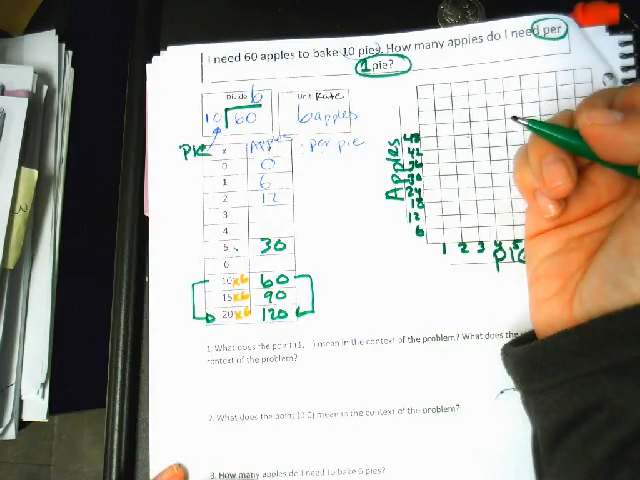 I need 60 apples to bake 10 pies. How many apples do I need per
1 pie?
Divide
6
10 60
Unit Rate
6 apples
per pie
Pie
x Apples
0 0
1 6
2 12
3
4
5 30
6
10 x6 60
15 x6 90
20 x6 120
Apples
48
42
36
30
24
18
12
6
1 2 3 4 5
1. What does the point (1, ) mean in the context of the problem? What does the
context of the problem?
2. What does the point (0,0) mean in the context of the problem?
3. How many apples do I need to bake 5 pies?